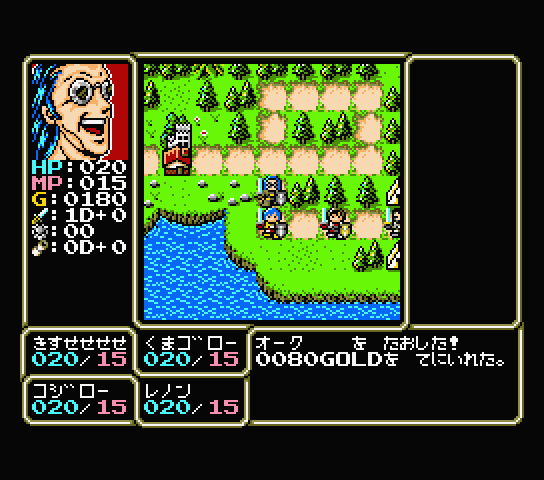 HP:020
MP:015
G:0180
:1D+0
:00
:0D+0
きすせせせせ
020/15
くまゴロー
020/15
オーク を たおした!
0080GOLDを てにいれた。
コジロー
020/15
レノン
020/15